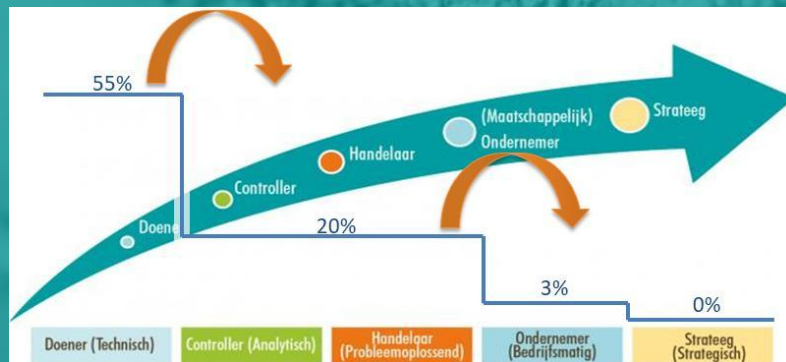 55%
(Maatschappelijk)
Ondernemer
Strateeg
Handelaar
Controller
Doener
20%
3%
0%
Doener (Technisch)
Controller (Analytisch)
Handelaar
(Probleemoplossend)
Ondernemer
(Bedrijfsmatig)
Strateeg
(Strategisch)